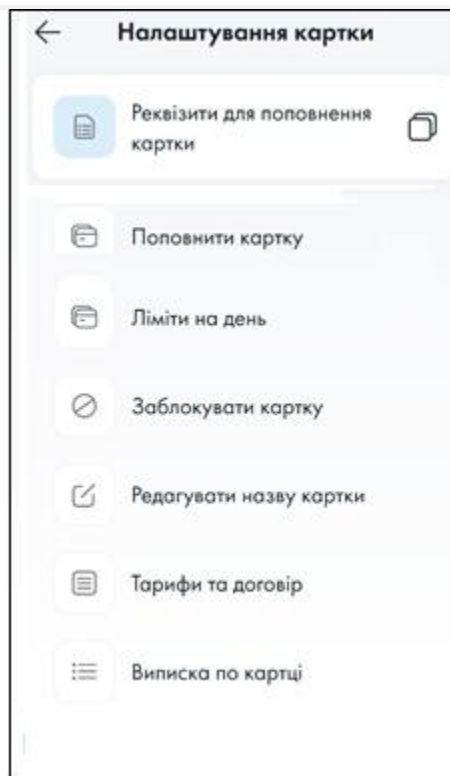 Налаштування картки
Реквізити для поповнення
картки
Поповнити картку
Ліміти на день
Заблокувати картку
Редагувати назву картки
Тарифи та договір
Виписка по картці